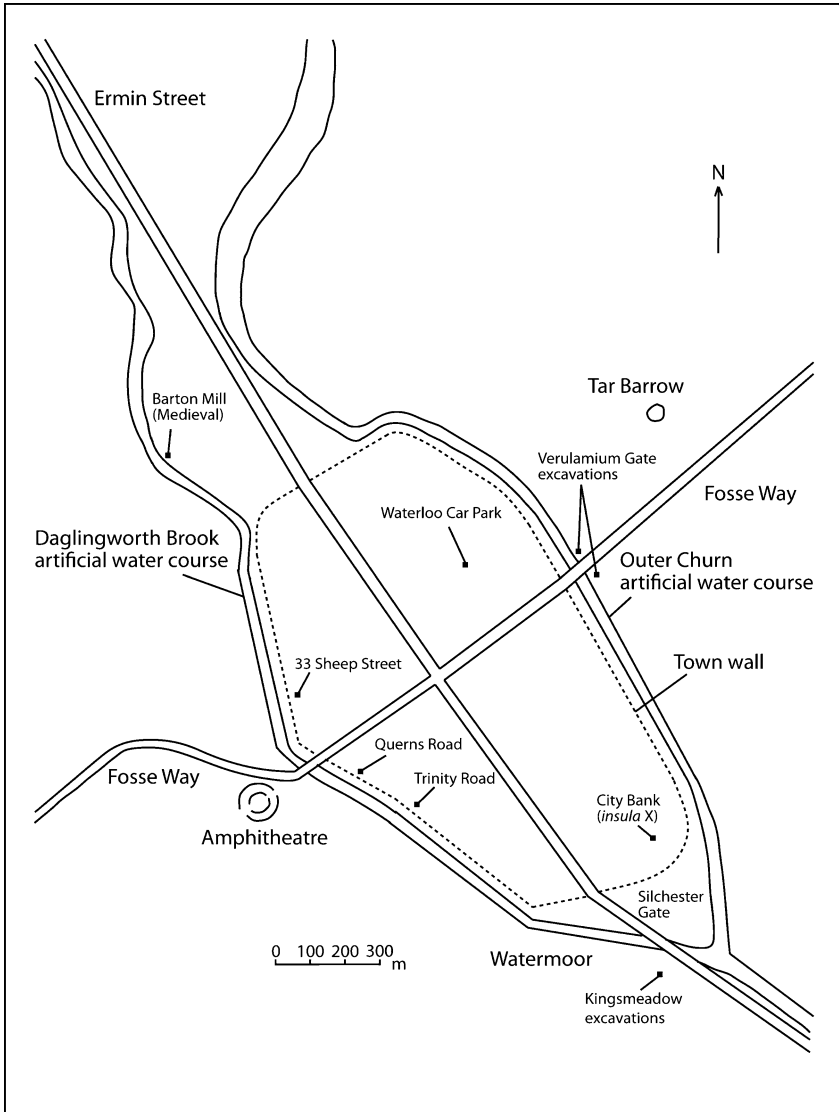 Ermin Street
N
Tar Barrow
Barton Mill
(Medieval)
Verulamium Gate
excavations
Fosse Way
Waterloo Car Park
Daglingworth Brook
artificial water course
Outer Churn
artificial water course
33 Sheep Street
Town wall
Querns Road
Fosse Way
Trinity Road
City Bank
(insula X)
Amphitheatre
Silchester
Gate
0 100 200 300
m
Watermoor
Kingsmeadow
excavations